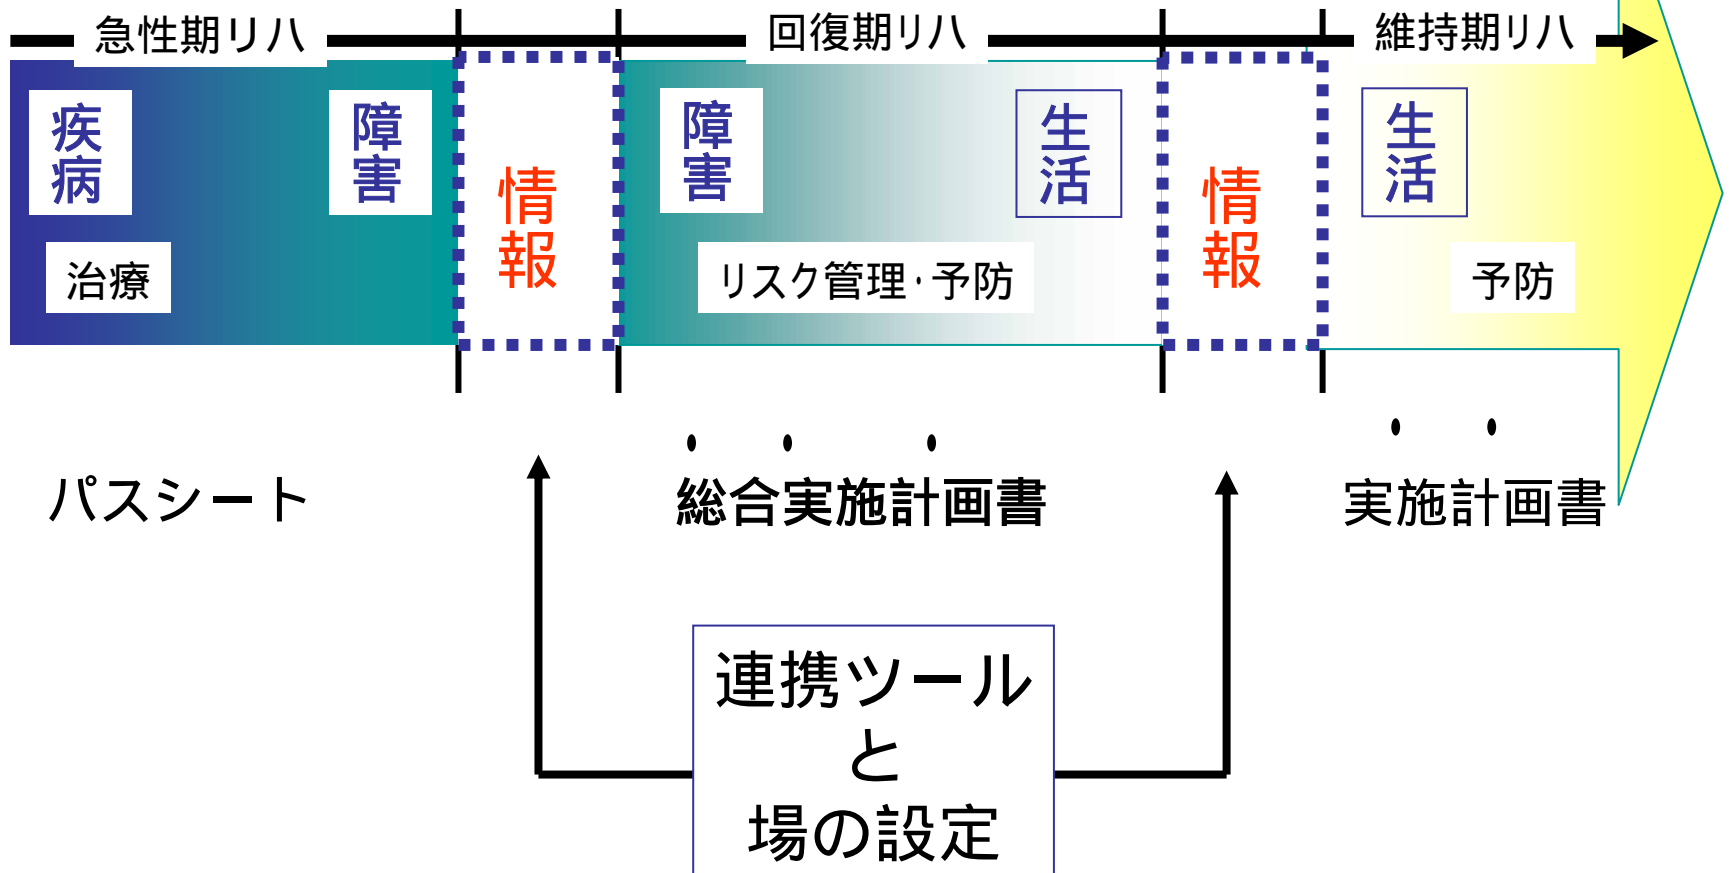 急性期リハ
回復期リハ
維持期リハ
疾病
障害
情報
障害
生活
情報
生活
治療
リスク管理・予防
予防
パスシート
総合実施計画書
実施計画書
連携ツール
と
場の設定